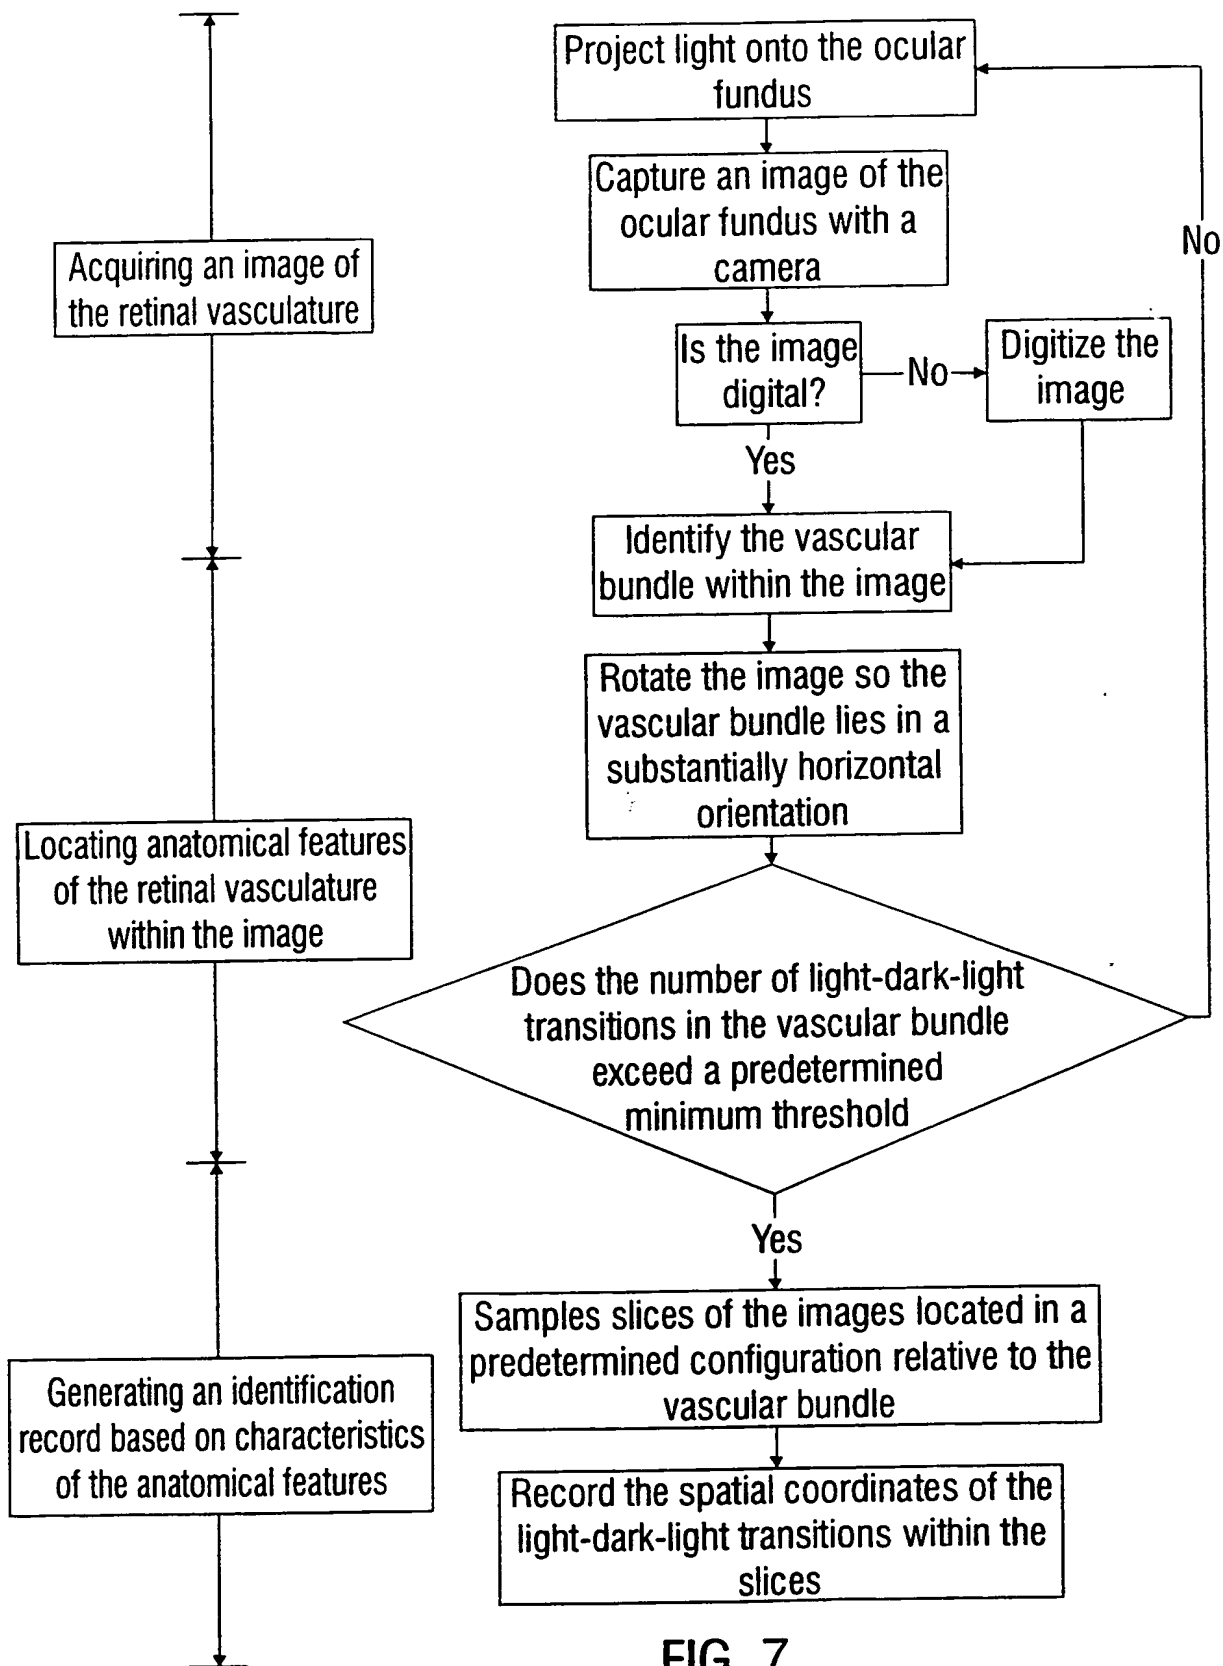 Project light onto the ocular
fundus
Capture an image of the
ocular fundus with a
camera
No
Acquiring an image of
the retinal vasculature
Is the image
digital?
No
Digitize the
image
Yes
Identify the vascular
bundle within the image
Rotate the image so the
vascular bundle lies in a
substantially horizontal
orientation
Locating anatomical features
of the retinal vasculature
within the image
Does the number of light-dark-light
transitions in the vascular bundle
exceed a predetermined
minimum threshold
Yes
Samples slices of the images located in a
predetermined configuration relative to the
vascular bundle
Generating an identification
record based on characteristics
of the anatomical features
Record the spatial coordinates of the
light-dark-light transitions within the
slices
FIG. 7